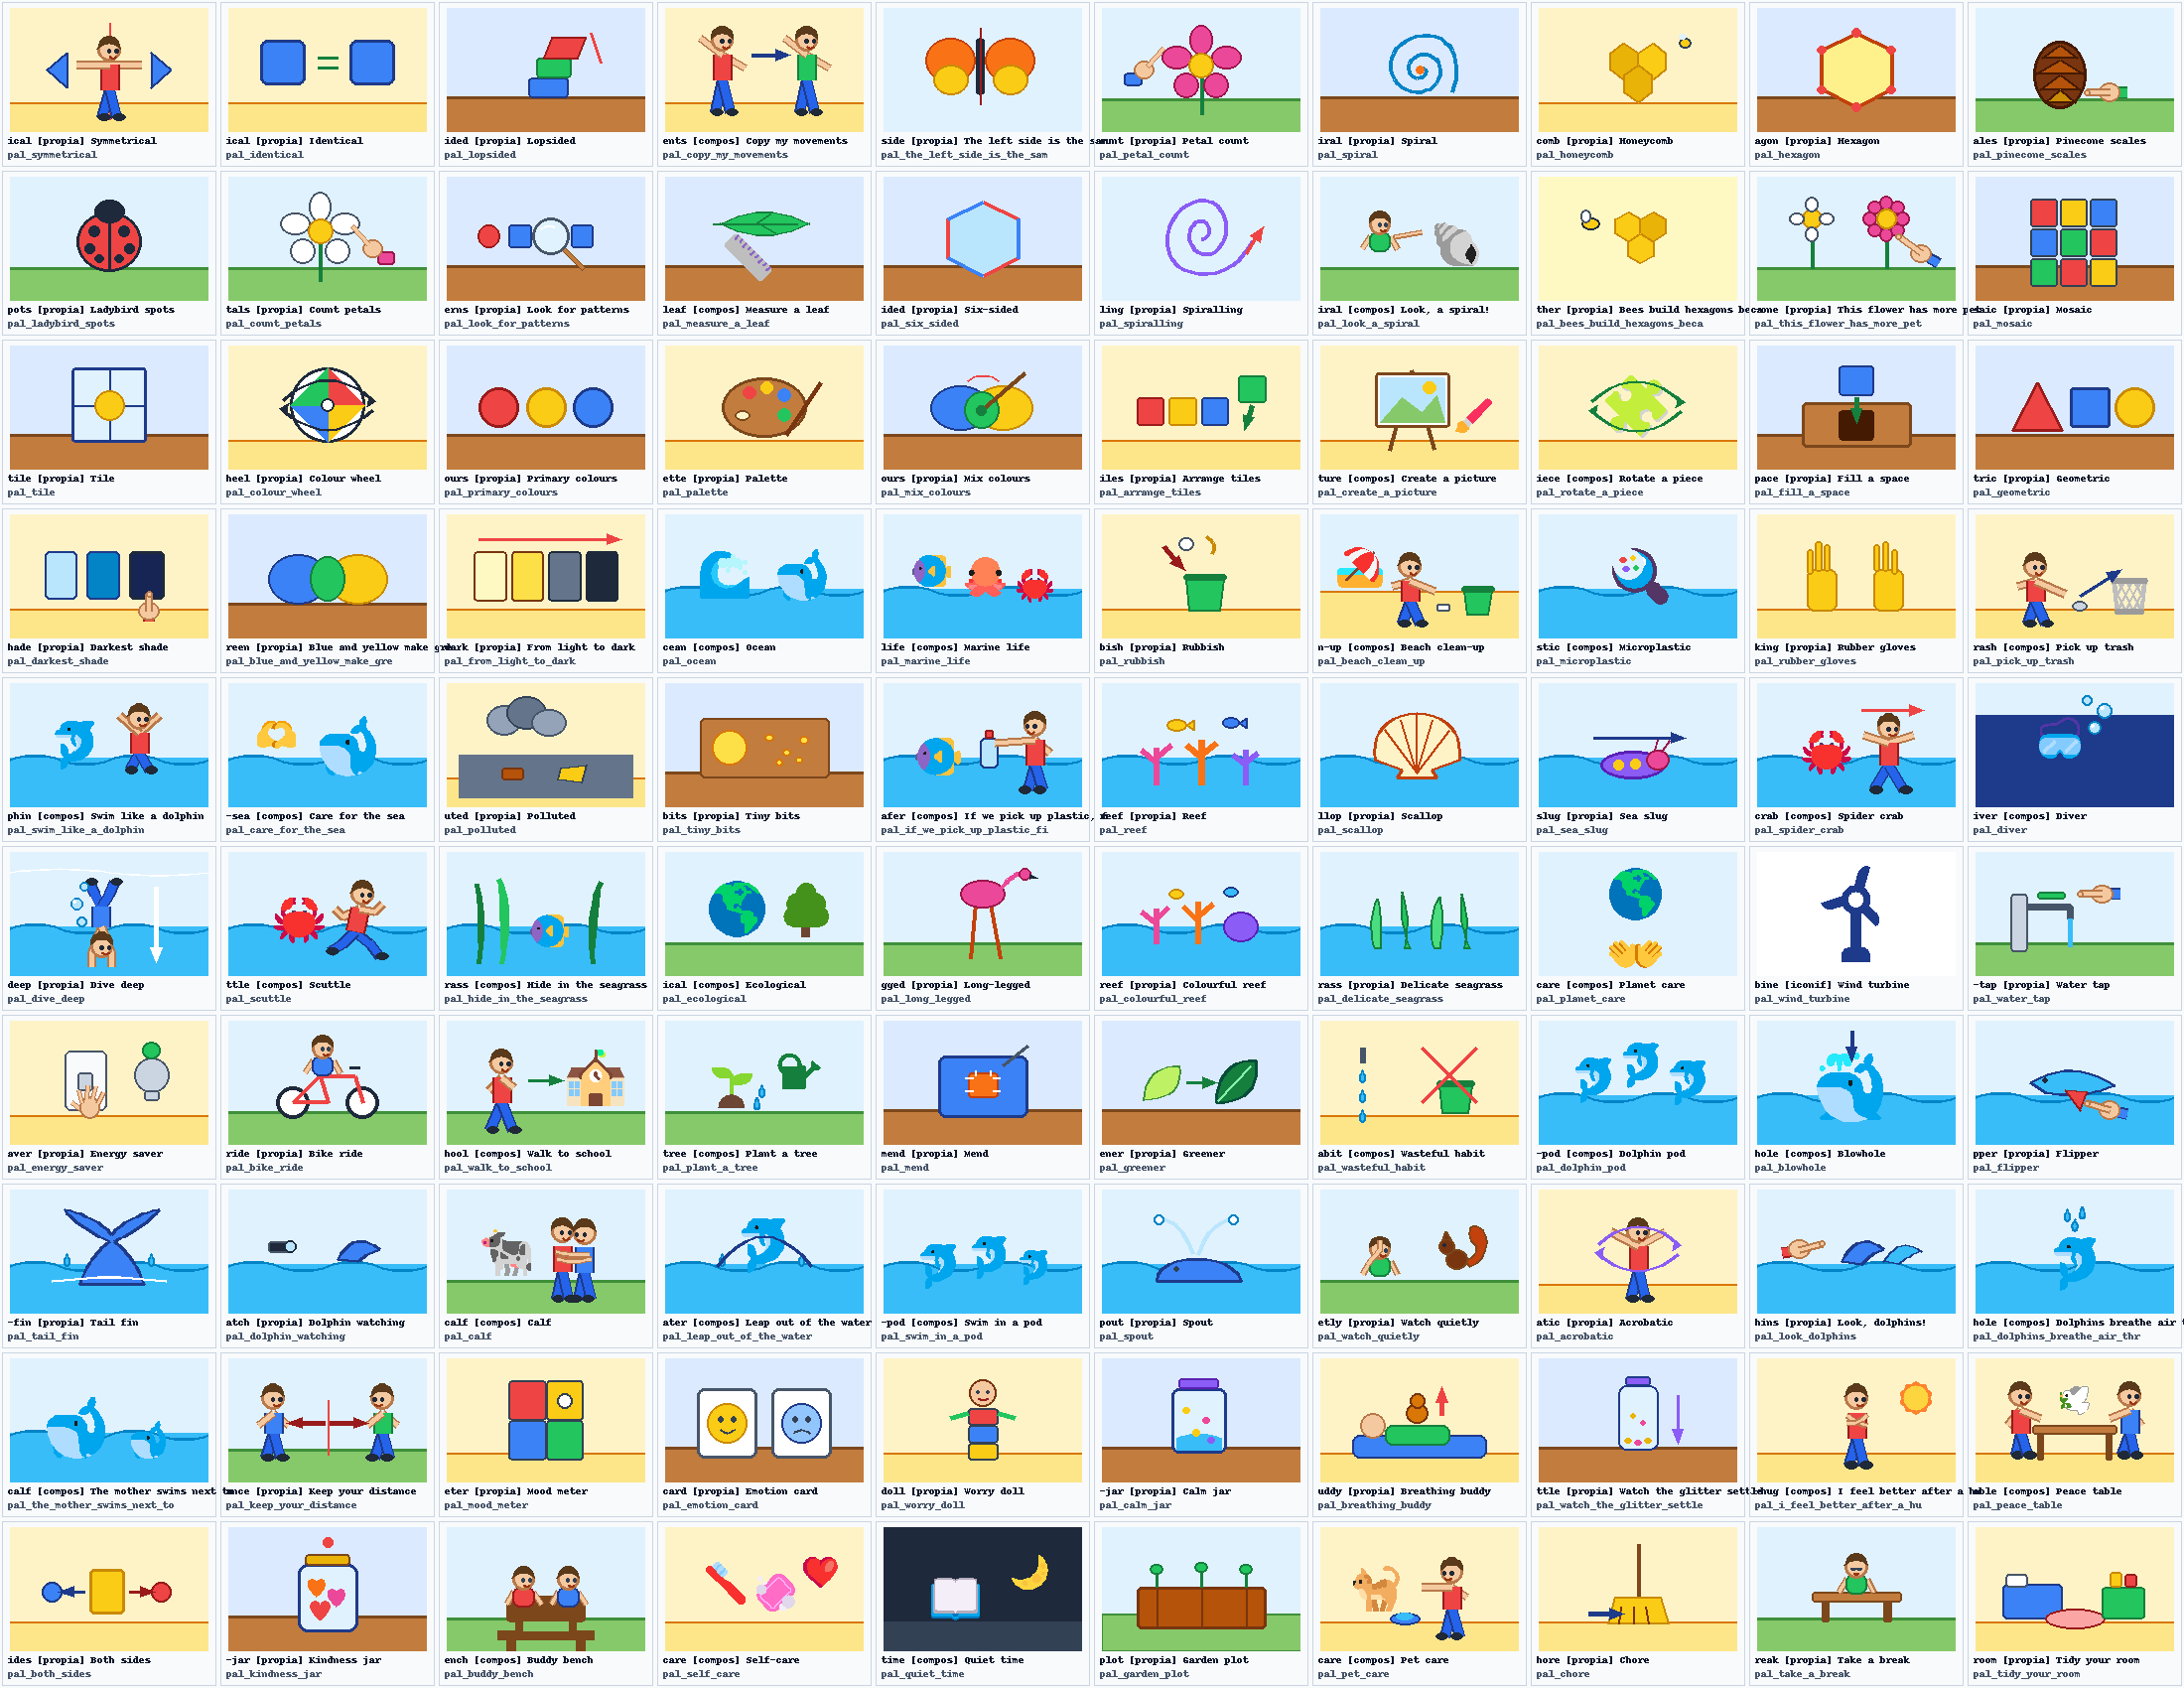 ical [propia] Symmetrical
pal_symmetrical
ical [propia] Identical
pal_identical
ided [propia] Lopsided
pal_lopsided
ents [compos] Copy my movements
pal_copy_my_movements
side [propia] The left side is the sam
pal_the_left_side_is_the_sam
unt [propia] Petal count
pal_petal_count
iral [propia] Spiral
pal_spiral
comb [propia] Honeycomb
pal_honeycomb
agon [propia] Hexagon
pal_hexagon
ales [propia] Pinecone scales
pal_pinecone_scales
pots [propia] Ladybird spots
pal_ladybird_spots
tals [propia] Count petals
pal_count_petals
erns [propia] Look for patterns
pal_look_for_patterns
leaf [compos] Measure a leaf
pal_measure_a_leaf
ided [propia] Six-sided
pal_six_sided
ling [propia] Spiralling
pal_spiralling
iral [compos] Look, a spiral!
pal_look_a_spiral
ther [propia] Bees build hexagons beca
pal_bees_build_hexagons_beca
one [propia] This flower has more pet
pal_this_flower_has_more_pet
saic [propia] Mosaic
pal_mosaic
tile [propia] Tile
pal_tile
heel [propia] Colour wheel
pal_colour_wheel
ours [propia] Primary colours
pal_primary_colours
ette [propia] Palette
pal_palette
ours [propia] Mix colours
pal_mix_colours
iles [propia] Arrange tiles
pal_arrange_tiles
ture [compos] Create a picture
pal_create_a_picture
iece [compos] Rotate a piece
pal_rotate_a_piece
pace [propia] Fill a space
pal_fill_a_space
tric [propia] Geometric
pal_geometric
hade [propia] Darkest shade
pal_darkest_shade
reen [propia] Blue and yellow make gre
pal_blue_and_yellow_make_gre
dark [propia] From light to dark
pal_from_light_to_dark
cean [compos] Ocean
pal_ocean
life [compos] Marine life
pal_marine_life
bish [propia] Rubbish
pal_rubbish
n-up [compos] Beach clean-up
pal_beach_clean_up
stic [compos] Microplastic
pal_microplastic
king [propia] Rubber gloves
pal_rubber_gloves
rash [compos] Pick up trash
pal_pick_up_trash
phin [compos] Swim like a dolphin
pal_swim_like_a_dolphin
-sea [compos] Care for the sea
pal_care_for_the_sea
uted [propia] Polluted
pal_polluted
bits [propia] Tiny bits
pal_tiny_bits
afer [compos] If we pick up plastic,
pal_if_we_pick_up_plastic_fi
reef [propia] Reef
pal_reef
llop [propia] Scallop
pal_scallop
slug [propia] Sea slug
pal_sea_slug
crab [compos] Spider crab
pal_spider_crab
iver [compos] Diver
pal_diver
deep [propia] Dive deep
pal_dive_deep
ttle [compos] Scuttle
pal_scuttle
rass [compos] Hide in the seagrass
pal_hide_in_the_seagrass
ical [compos] Ecological
pal_ecological
gged [propia] Long-legged
pal_long_legged
reef [propia] Colourful reef
pal_colourful_reef
rass [propia] Delicate seagrass
pal_delicate_seagrass
care [compos] Planet care
pal_planet_care
bine [iconif] Wind turbine
pal_wind_turbine
-tap [propia] Water tap
pal_water_tap
aver [propia] Energy saver
pal_energy_saver
ride [propia] Bike ride
pal_bike_ride
hool [compos] Walk to school
pal_walk_to_school
tree [compos] Plant a tree
pal_plant_a_tree
mend [propia] Mend
pal_mend
ener [propia] Greener
pal_greener
abit [compos] Wasteful habit
pal_wasteful_habit
-pod [compos] Dolphin pod
pal_dolphin_pod
hole [compos] Blowhole
pal_blowhole
pper [propia] Flipper
pal_flipper
-fin [propia] Tail fin
pal_tail_fin
atch [propia] Dolphin watching
pal_dolphin_watching
calf [compos] Calf
pal_calf
ater [compos] Leap out of the water
pal_leap_out_of_the_water
-pod [compos] Swim in a pod
pal_swim_in_a_pod
pout [propia] Spout
pal_spout
etly [propia] Watch quietly
pal_watch_quietly
atic [propia] Acrobatic
pal_acrobatic
hins [propia] Look, dolphins!
pal_look_dolphins
hole [compos] Dolphins breathe air t
pal_dolphins_breathe_air_thr
calf [compos] The mother swims next to
pal_the_mother_swims_next_to
ance [propia] Keep your distance
pal_keep_your_distance
eter [propia] Mood meter
pal_mood_meter
card [propia] Emotion card
pal_emotion_card
doll [propia] Worry doll
pal_worry_doll
-jar [propia] Calm jar
pal_calm_jar
uddy [propia] Breathing buddy
pal_breathing_buddy
ttle [propia] Watch the glitter settle
pal_watch_the_glitter_settle
hug [compos] I feel better after a hu
pal_i_feel_better_after_a_hu
able [compos] Peace table
pal_peace_table
ides [propia] Both sides
pal_both_sides
-jar [propia] Kindness jar
pal_kindness_jar
ench [compos] Buddy bench
pal_buddy_bench
care [compos] Self-care
pal_self_care
time [compos] Quiet time
pal_quiet_time
plot [propia] Garden plot
pal_garden_plot
care [compos] Pet care
pal_pet_care
hore [propia] Chore
pal_chore
reak [propia] Take a break
pal_take_a_break
room [propia] Tidy your room
pal_tidy_your_room